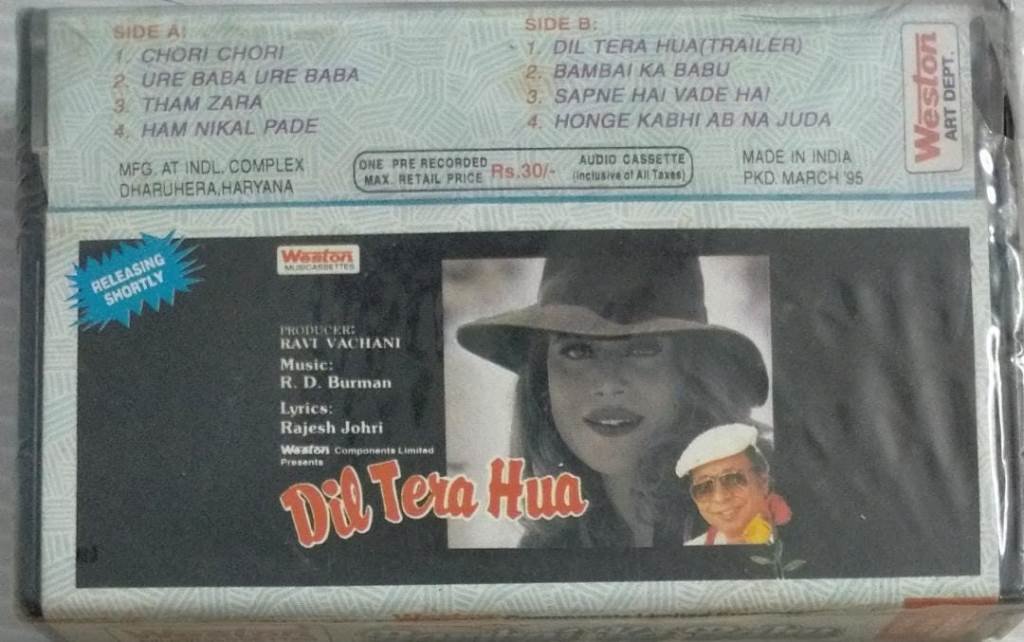 SIDE A:
1. CHORI CHORI
2. URE BABA URE BABA
3. THAM ZARA
4. HAM NIKAL PADE
SIDE B:
1. DIL TERA HUA(TRAILER)
2. BAMBAI KA BABU
3. SAPNE HAI VADE HAI
4. HONGE KABHI AB NA JUDA
Weston
ART DEPT.
MFG. AT INDL. COMPLEX
DHARUHERA, HARYANA
ONE PRE RECORDED
MAX. RETAIL PRICE
Rs.30/-
AUDIO CASSETTE
(Inclusive of All Taxes)
MADE IN INDIA
PKD. MARCH '95
RELEASING
SHORTLY
Weston
MUSICASSETTES
PRODUCER:
RAVI VACHANI
Music:
R. D. Burman
Lyrics:
Rajesh Johri
Weston Components Limited
Presents
Dil Tera Hua